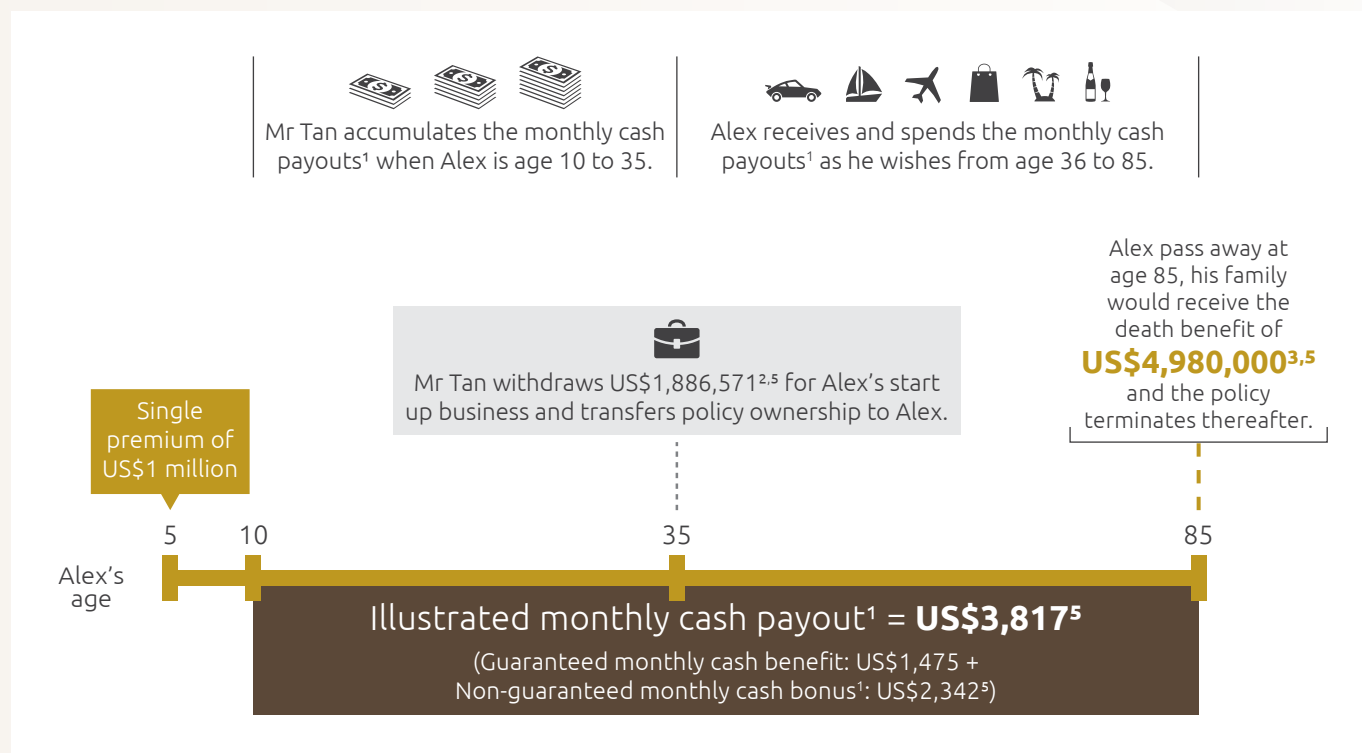 Mr Tan accumulates the monthly cash
payouts¹ when Alex is age 10 to 35.
Alex receives and spends the monthly cash
payouts¹ as he wishes from age 36 to 85.
Alex pass away at
age 85, his family
would receive the
death benefit of
US$4,980,000³,⁵
and the policy
terminates thereafter.
Mr Tan withdraws US$1,886,571²,⁵ for Alex’s start
up business and transfers policy ownership to Alex.
Single
premium of
US$1 million
5 10 35 85
Alex’s
age
Illustrated monthly cash payout¹ = US$3,817⁵
(Guaranteed monthly cash benefit: US$1,475 +
Non-guaranteed monthly cash bonus¹: US$2,342⁵)